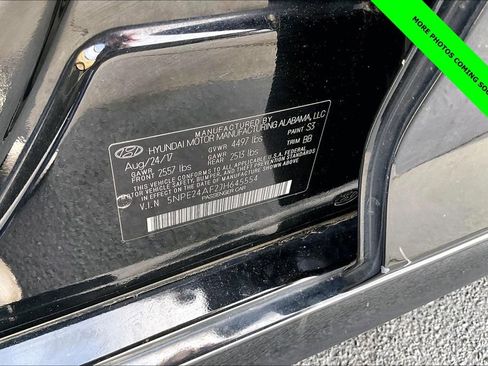 MORE PHOTOS COMING SOON
MANUFACTURED BY
HYUNDAI MOTOR MANUFACTURING ALABAMA, LLC
Aug/24/17 GVWR 4497 lbs PAINT S3
GAWR GAWR TRIM BB
FRONT 2557 lbs REAR 2513 lbs
THIS VEHICLE CONFORMS TO ALL APPLICABLE U.S.A. FEDERAL
MOTOR VEHICLE SAFETY BUMPER AND THEFT PREVENTION STANDARDS
IN EFFECT ON THE DATE OF MANUFACTURE SHOWN ABOVE
V.I.N 5NPE24AF2JH645554
PASSENGER CAR